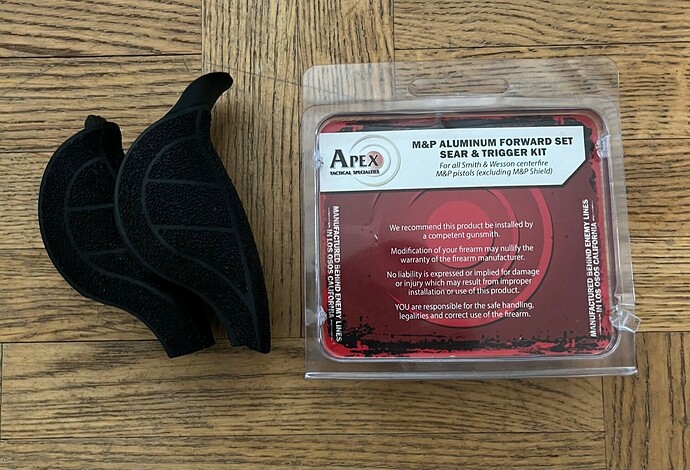 APEX
TACTICAL SPECIALTIES
M&P ALUMINUM FORWARD SET
SEAR & TRIGGER KIT
For all Smith & Wesson centerfire
M&P pistols (excluding M&P Shield)
We recommend this product be installed by
a competent gunsmith.
Modification of your firearm may nullify the
warranty of the firearm manufacturer.
No liability is expressed or implied for damage
or injury which may result from improper
installation or use of this product.
YOU are responsible for the safe handling,
legalities and correct use of the firearm.
MANUFACTURED BEHIND ENEMY LINES
IN LOS OSOS CALIFORNIA
MANUFACTURED BEHIND ENEMY LINES
IN LOS OSOS CALIFORNIA